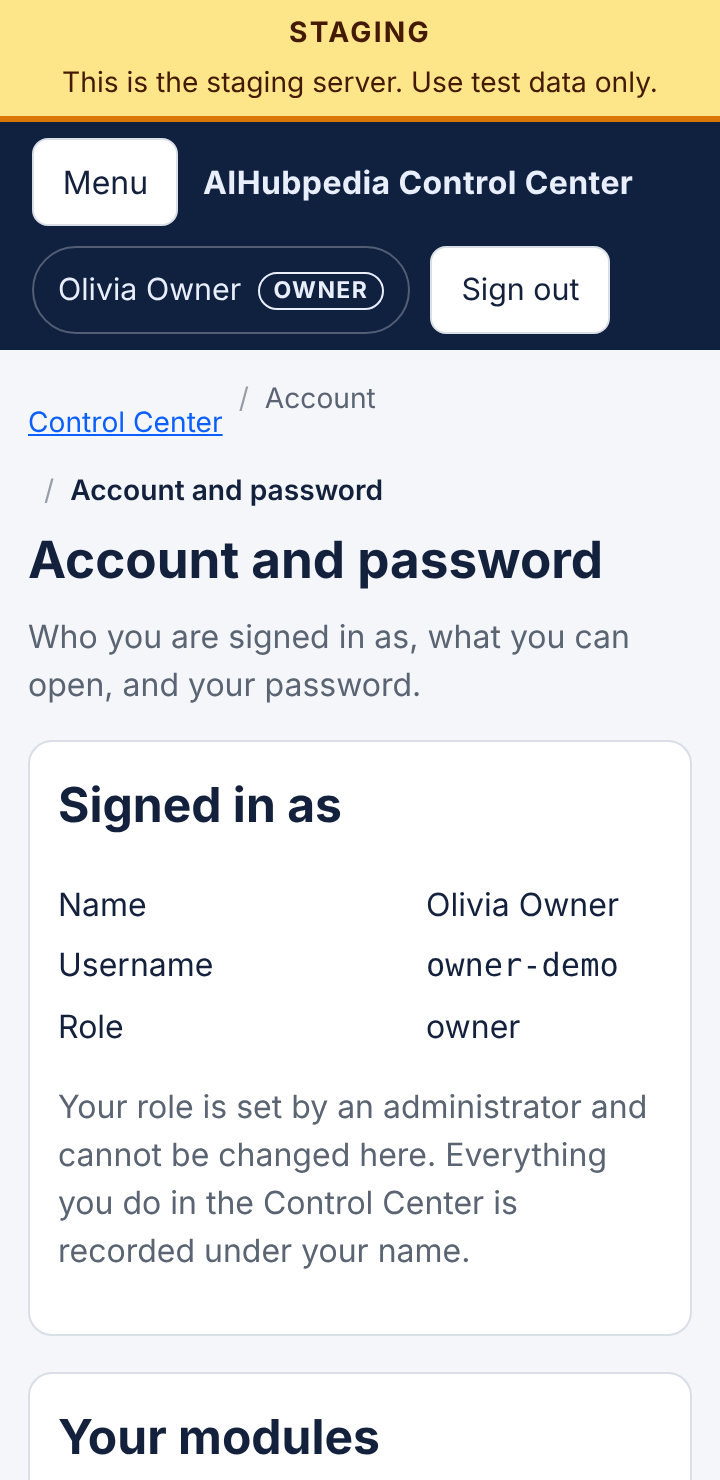 STAGING
This is the staging server. Use test data only.
Menu
AIHubpedia Control Center
Olivia Owner OWNER
Sign out
Control Center / Account
/ Account and password
Account and password
Who you are signed in as, what you can
open, and your password.
Signed in as
Name Olivia Owner
Username owner-demo
Role owner
Your role is set by an administrator and
cannot be changed here. Everything
you do in the Control Center is
recorded under your name.
Your modules